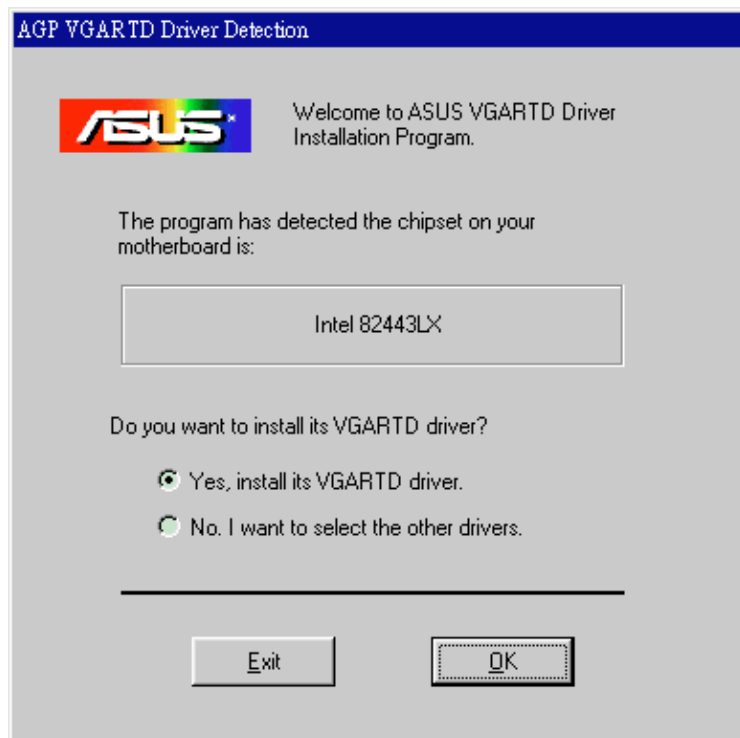 AGP VGARTD Driver Detection
ASUS
Welcome to ASUS VGARTD Driver
Installation Program.
The program has detected the chipset on your
motherboard is:
Intel 82443LX
Do you want to install its VGARTD driver?
Yes, install its VGARTD driver.
No. I want to select the other drivers.
Exit
OK